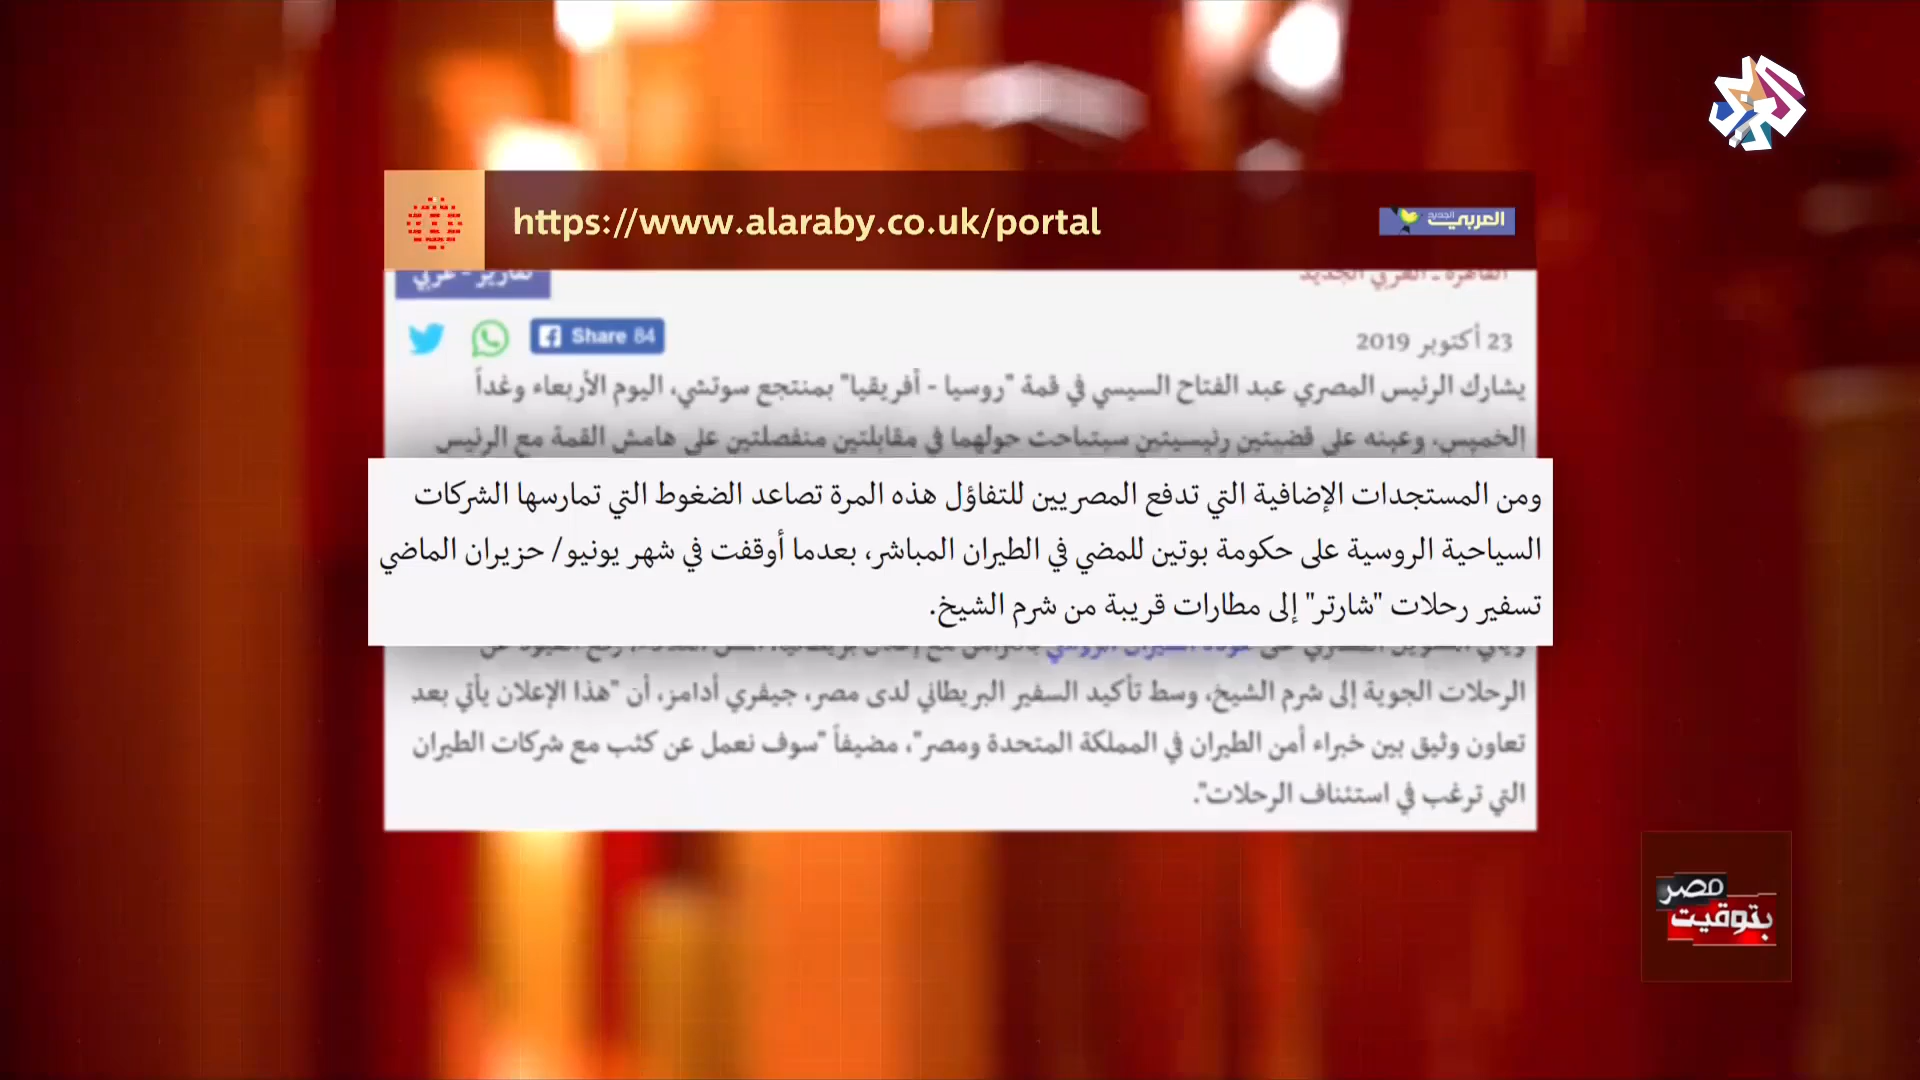 https://www.alaraby.co.uk/portal
العربي الجديد
القاهرة ـ العربي الجديد
تقارير - عربي
Share 84
23 أكتوبر 2019
يشارك الرئيس المصري عبد الفتاح السيسي في قمة "روسيا - أفريقيا" بمنتجع سوتشي، اليوم الأربعاء وغداً
الخميس، وعينه على قضيتين رئيسيتين سيتباحث حولهما في مقابلتين منفصلتين على هامش القمة مع الرئيس
ومن المستجدات الإضافية التي تدفع المصريين للتفاؤل هذه المرة تصاعد الضغوط التي تمارسها الشركات
السياحية الروسية على حكومة بوتين للمضي في الطيران المباشر، بعدما أوقفت في شهر يونيو/ حزيران الماضي
تسفير رحلات "شارتر" إلى مطارات قريبة من شرم الشيخ.
الرحلات الجوية إلى شرم الشيخ، وسط تأكيد السفير البريطاني لدى مصر، جيفري أدامز، أن "هذا الإعلان يأتي بعد
تعاون وثيق بين خبراء أمن الطيران في المملكة المتحدة ومصر"، مضيفاً "سوف نعمل عن كثب مع شركات الطيران
التي ترغب في استئناف الرحلات".
مصر
بتوقيت